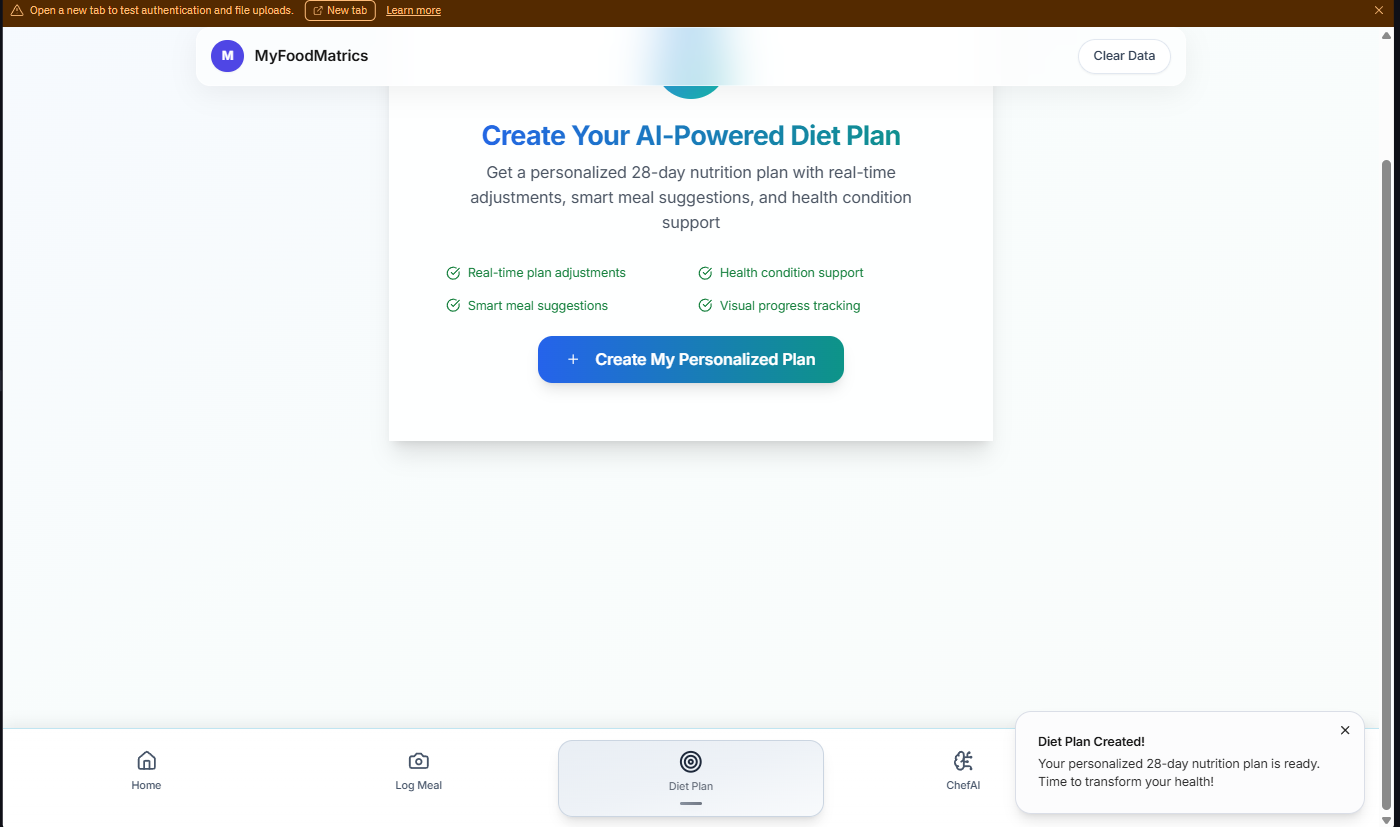 Open a new tab to test authentication and file uploads. New tab Learn more
M MyFoodMatrics Clear Data
Create Your AI-Powered Diet Plan
Get a personalized 28-day nutrition plan with real-time
adjustments, smart meal suggestions, and health condition
support
Real-time plan adjustments Health condition support
Smart meal suggestions Visual progress tracking
+ Create My Personalized Plan
Home Log Meal Diet Plan ChefAI
Diet Plan Created!
Your personalized 28-day nutrition plan is ready.
Time to transform your health!